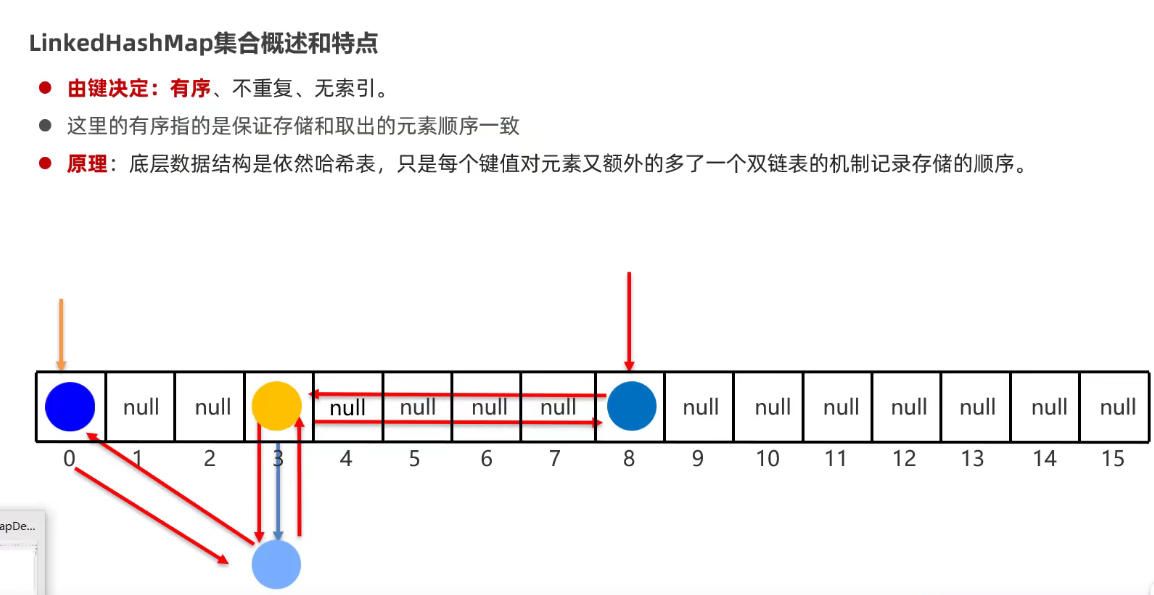 LinkedHashMap集合概述和特点
由键决定：有序、不重复、无索引。
这里的有序指的是保证存储和取出的元素顺序一致
原理：底层数据结构是依然哈希表，只是每个键值对元素又额外的多了一个双链表的机制记录存储的顺序。
null null null null null null null null null null null null null
0 1 2 3 4 5 6 7 8 9 10 11 12 13 14 15
apDe...